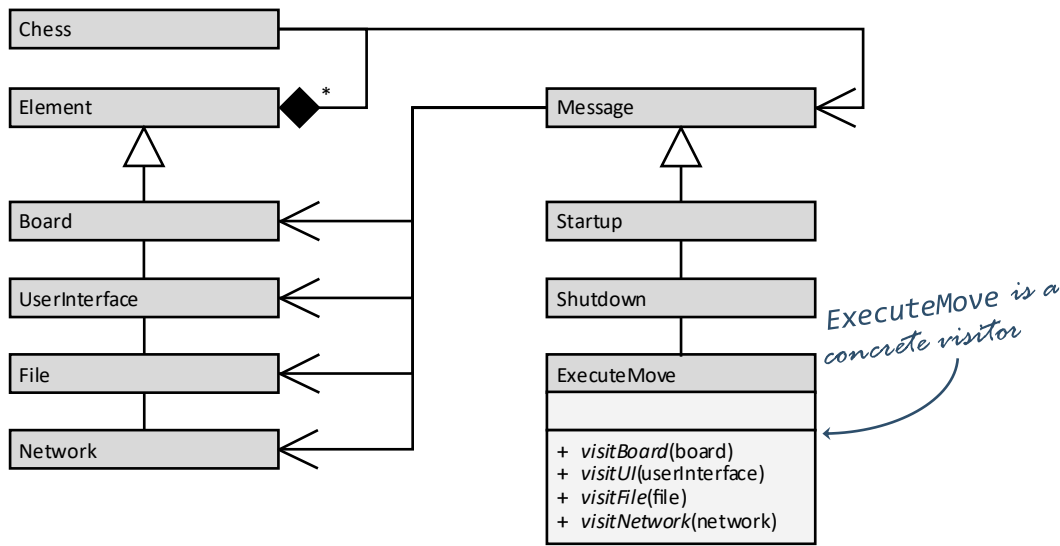 Chess
Element
*
Message
Board
Startup
UserInterface
Shutdown
ExecuteMove is a
concrete visitor
File
ExecuteMove
Network
+ visitBoard(board)
+ visitUI(userInterface)
+ visitFile(file)
+ visitNetwork(network)